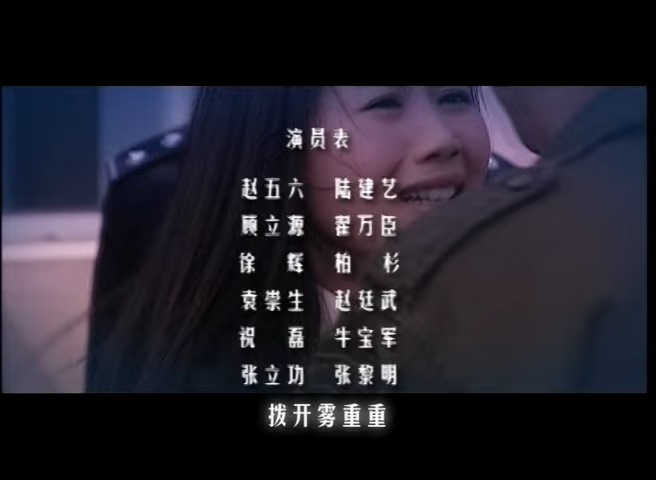 演员表
赵五六 陆建艺
顾立源 翟万臣
徐 辉 柏 杉
袁崇生 赵廷武
祝 磊 牛宝军
张立功 张黎明
拨开雾重重